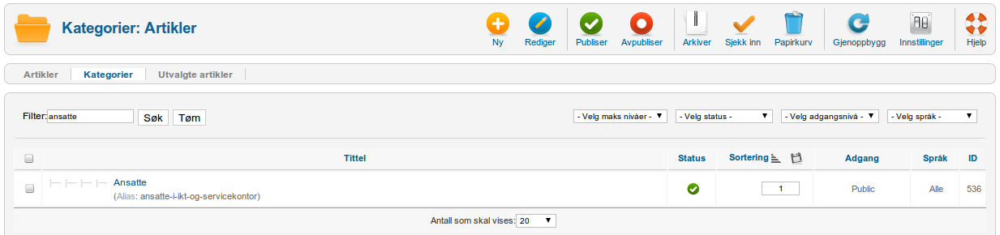 Kategorier: Artikler
Ny Rediger Publiser Avpubliser Arkiver Sjekk inn Papirkurv Gjenoppbygg Innstillinger Hjelp
Artikler Kategorier Utvalgte artikler
Filter: ansatte Søk Tøm - Velg maks nivåer - - Velg status - - Velg adgangsnivå - - Velg språk -
Tittel Status Sortering Adgang Språk ID
|— |— |— |— Ansatte 1 Public Alle 536
(Alias: ansatte-i-ikt-og-servicekontor)
Antall som skal vises: 20